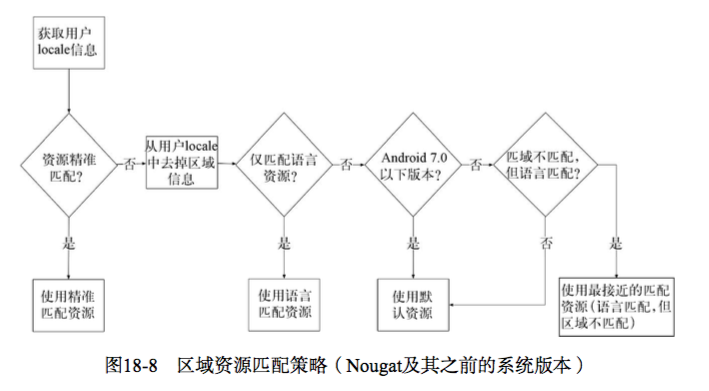 获取用户
locale信息
资源精准
匹配?
否
从用户locale
中去掉区域
信息
仅匹配语言
资源?
否
Android 7.0
以下版本?
否
匹域不匹配,
但语言匹配?
是
是
是
否
是
使用精准
匹配资源
使用语言
匹配资源
使用默
认资源
使用最接近的匹配
资源(语言匹配,但
区域不匹配)
图18-8 区域资源匹配策略(Nougat及其之前的系统版本)